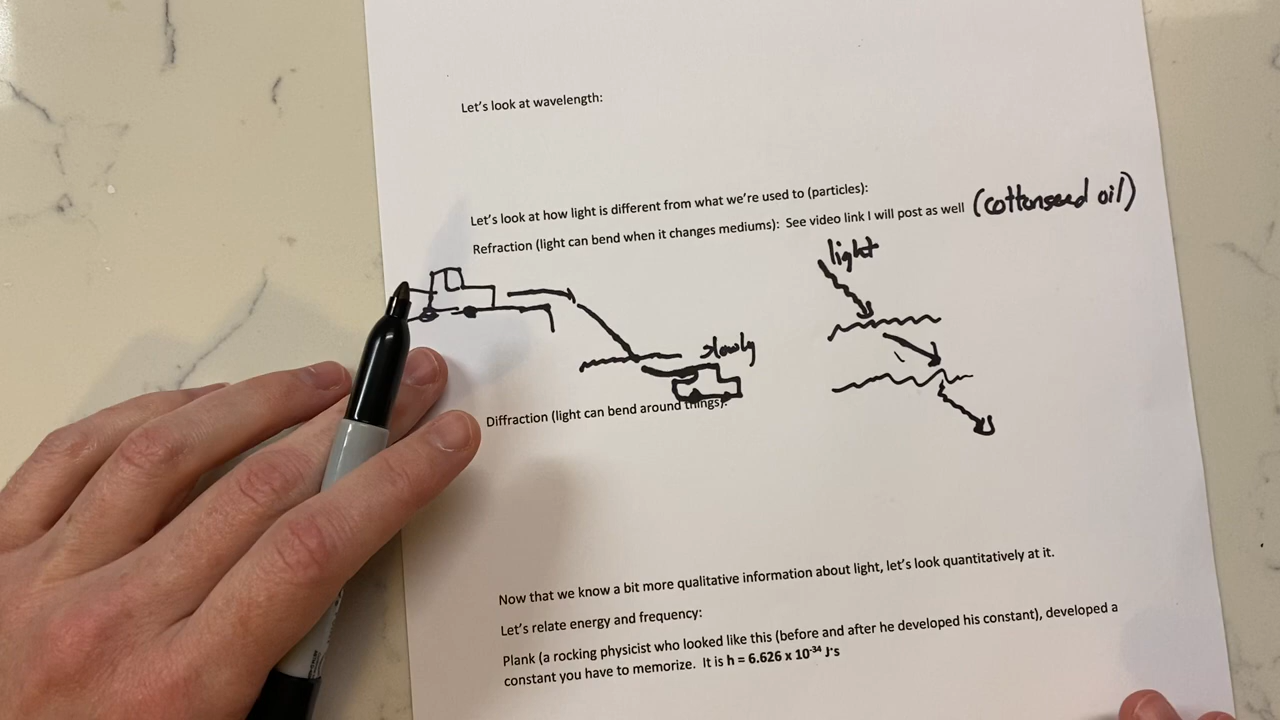 Let's look at wavelength:
Let's look at how light is different from what we're used to (particles):
Refraction (light can bend when it changes mediums): See video link I will post as well (cottonseed oil)
light
slowly
Diffraction (light can bend around things):
Now that we know a bit more qualitative information about light, let's look quantitatively at it.
Let's relate energy and frequency:
Plank (a rocking physicist who looked like this (before and after he developed his constant), developed a
constant you have to memorize. It is h = 6.626 x 10⁻³⁴ J*s